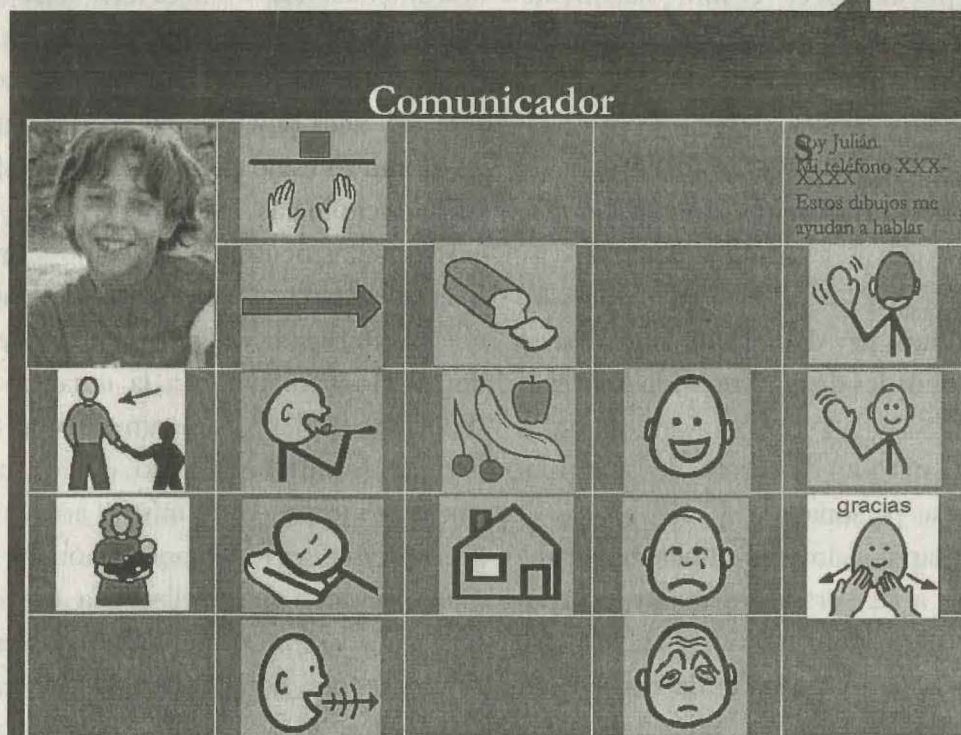 Comunicador
Soy Julián
Mi teléfono XXX-
XXXX
Estos dibujos me
ayudan a hablar
gracias